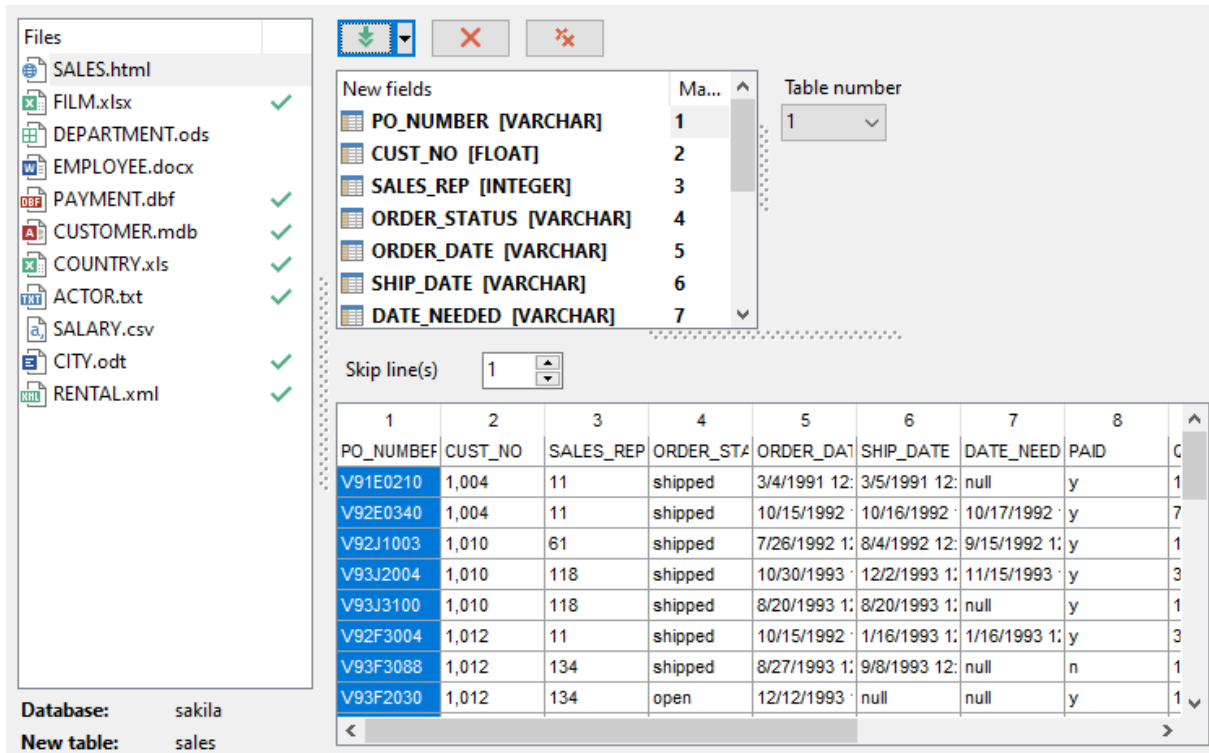 Files
SALES.html
FILM.xlsx
DEPARTMENT.ods
EMPLOYEE.docx
PAYMENT.dbf
CUSTOMER.mdb
COUNTRY.xls
ACTOR.txt
SALARY.csv
CITY.odt
RENTAL.xml
Database: sakila
New table: sales
New fields Ma...
PO_NUMBER [VARCHAR] 1
CUST_NO [FLOAT] 2
SALES_REP [INTEGER] 3
ORDER_STATUS [VARCHAR] 4
ORDER_DATE [VARCHAR] 5
SHIP_DATE [VARCHAR] 6
DATE_NEEDED [VARCHAR] 7
Table number
1
Skip line(s) 1
1 2 3 4 5 6 7 8
PO_NUMBER CUST_NO SALES_REP ORDER_STA ORDER_DAT SHIP_DATE DATE_NEED PAID
V91E0210 1,004 11 shipped 3/4/1991 12: 3/5/1991 12: null y 1
V92E0340 1,004 11 shipped 10/15/1992 10/16/1992 10/17/1992 y 7
V92J1003 1,010 61 shipped 7/26/1992 1 8/4/1992 12: 9/15/1992 1 y 1
V93J2004 1,010 118 shipped 10/30/1993 12/2/1993 1 11/15/1993 y 3
V93J3100 1,010 118 shipped 8/20/1993 1 8/20/1993 1 null y 1
V92F3004 1,012 11 shipped 10/15/1992 1/16/1993 1 1/16/1993 1 y 3
V93F3088 1,012 134 shipped 8/27/1993 1 9/8/1993 12: null n 1
V93F2030 1,012 134 open 12/12/1993 null null y 1